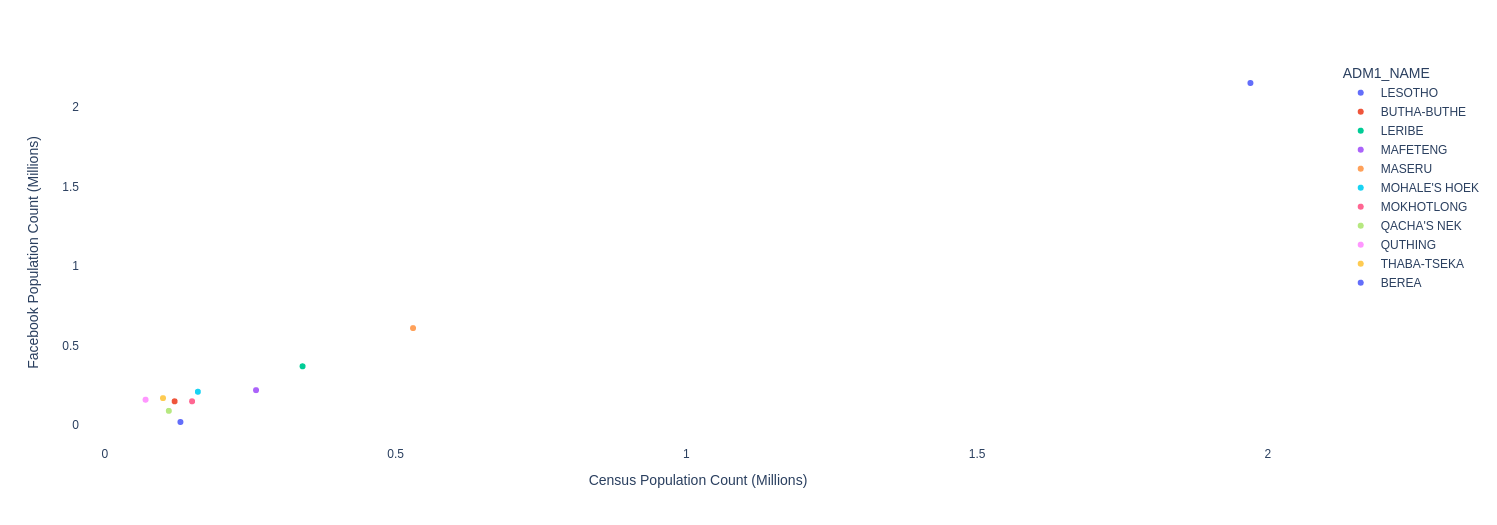 ADM1_NAME
LESOTHO
BUTHA-BUTHE
LERIBE
MAFETENG
MASERU
MOHALE'S HOEK
MOKHOTLONG
QACHA'S NEK
QUTHING
THABA-TSEKA
BEREA
Facebook Population Count (Millions)
2
1.5
1
0.5
0
0 0.5 1 1.5 2
Census Population Count (Millions)